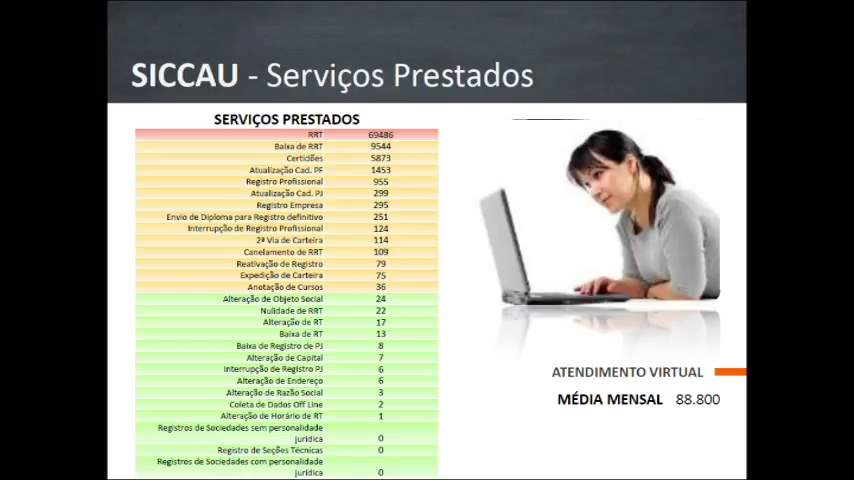 SICCAU - Serviços Prestados
SERVIÇOS PRESTADOS
RRT 69486
Baixa de RRT 9544
Certidões 5873
Atualização Cad. PF 1453
Registro Profissional 955
Atualização Cad. PJ 299
Registro Empresa 295
Envio de Diploma para Registro definitivo 251
Interrupção de Registro Profissional 124
2ª Via de Carteira 114
Canelamento de RRT 109
Reativação de Registro 79
Expedição de Carteira 75
Anotação de Cursos 36
Alteração de Objeto Social 24
Nulidade de RRT 22
Alteração de RT 17
Baixa de RT 13
Baixa de Registro de PJ 8
Alteração de Capital 7
Interrupção de Registro PJ 6
Alteração de Endereço 6
Alteração de Razão Social 3
Coleta de Dados Off Line 2
Alteração de Horário de RT 1
Registros de Sociedades sem personalidade
jurídica 0
Registro de Seções Técnicas 0
Registros de Sociedades com personalidade
jurídica 0
ATENDIMENTO VIRTUAL
MÉDIA MENSAL 88.800